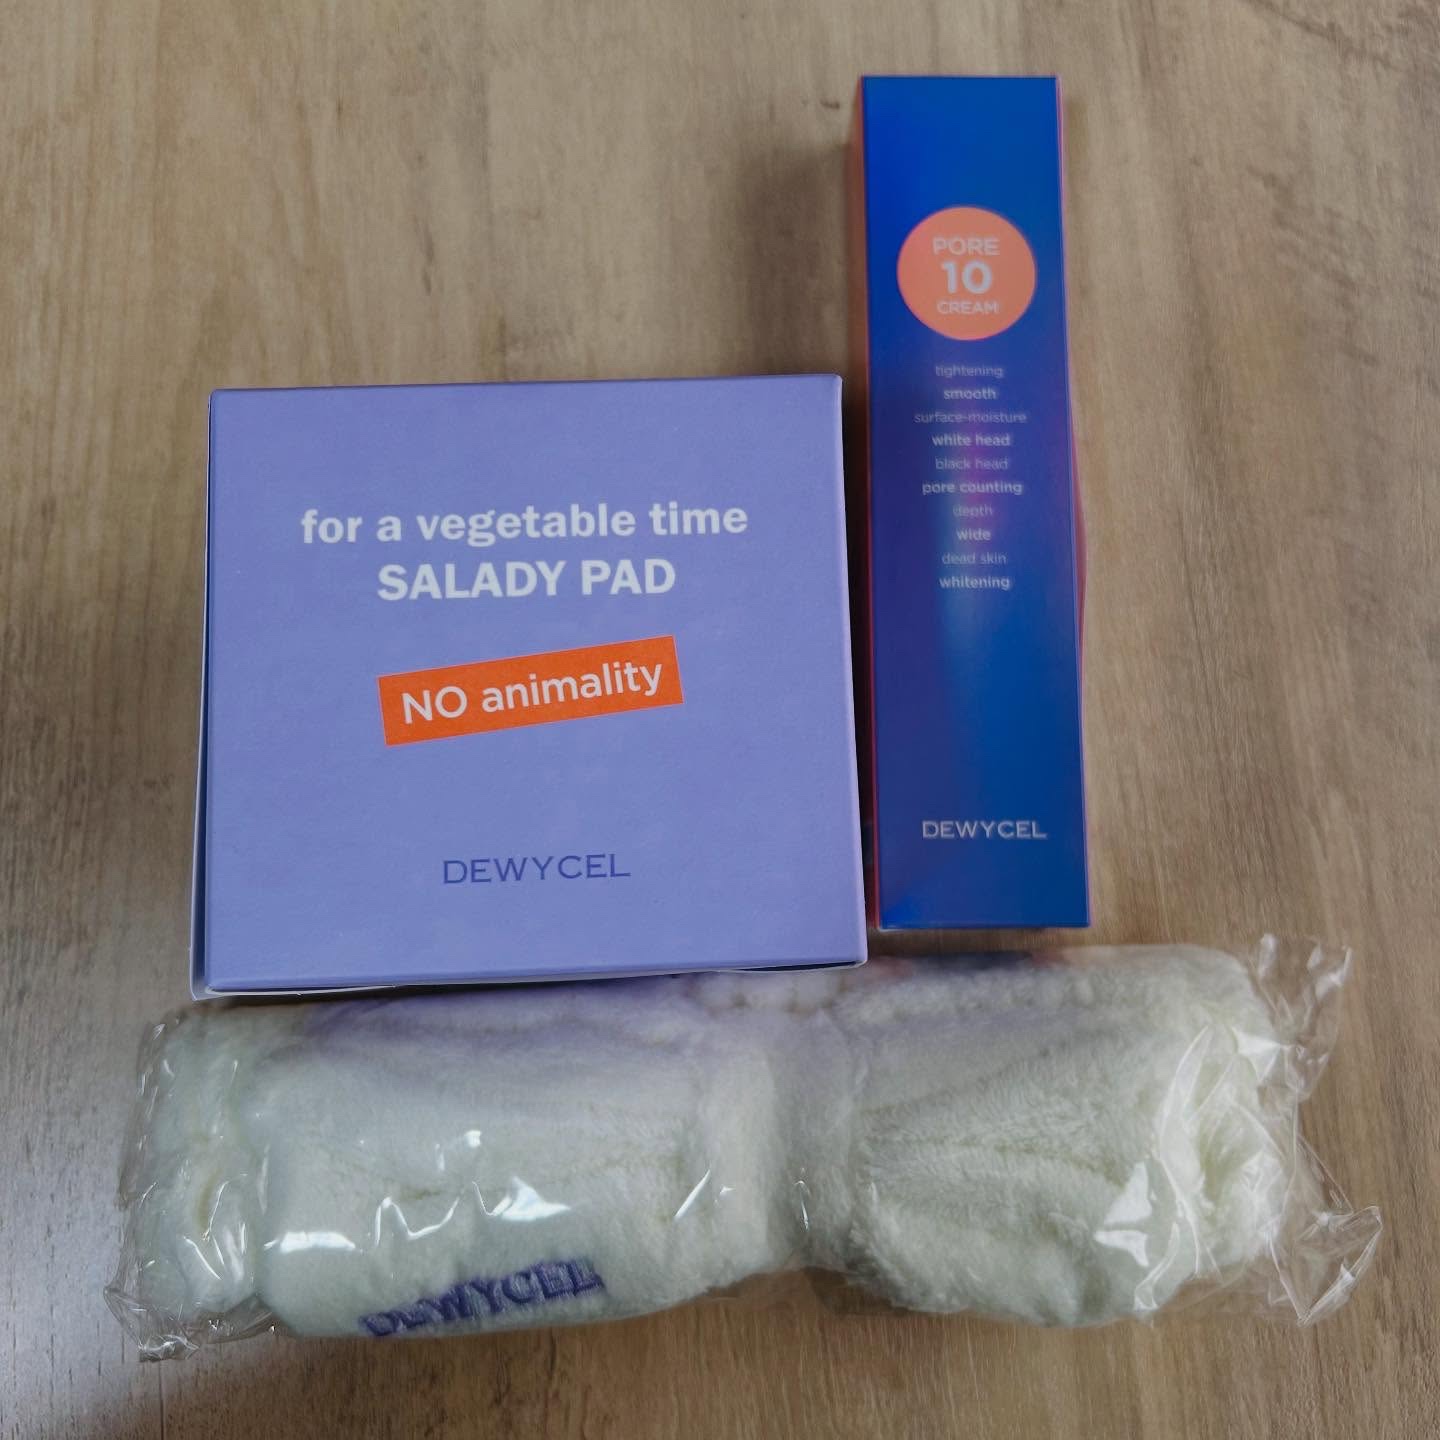 for a vegetable time
SALADY PAD
NO animality
DEWYCEL
PORE
10
CREAM
tightening
smooth
surface-moisture
white head
black head
pore counting
depth
wide
dead skin
whitening
DEWYCEL
DEWYCEL